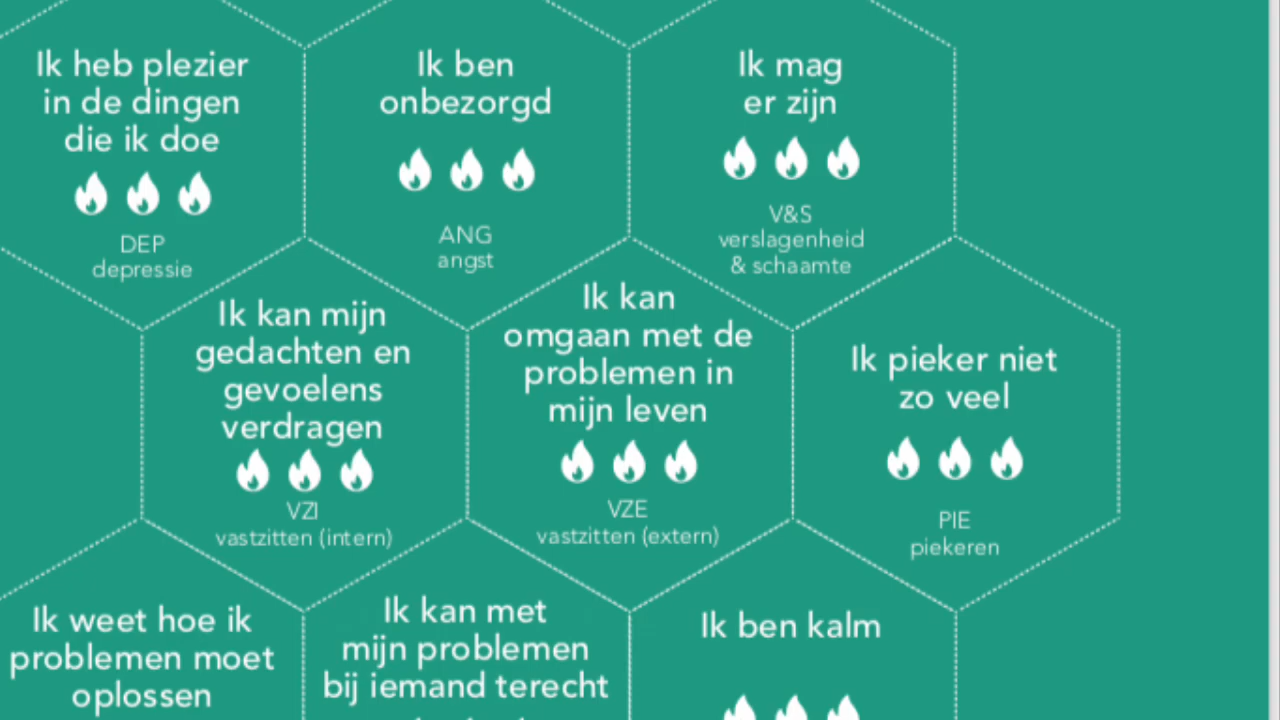 Ik heb plezier
in de dingen
die ik doe
DEP
depressie
Ik ben
onbezorgd
ANG
angst
Ik mag
er zijn
V&S
verslagenheid
& schaamte
Ik kan mijn
gedachten en
gevoelens
verdragen
VZI
vastzitten (intern)
Ik kan
omgaan met de
problemen in
mijn leven
VZE
vastzitten (extern)
Ik pieker niet
zo veel
PIE
piekeren
Ik weet hoe ik
problemen moet
oplossen
Ik kan met
mijn problemen
bij iemand terecht
Ik ben kalm